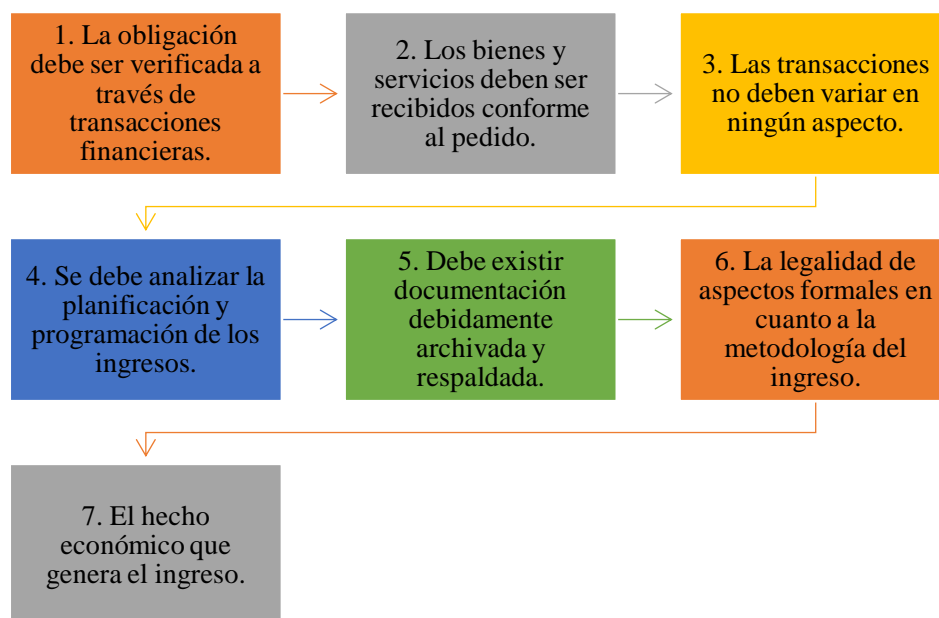 1. La obligación
debe ser verificada a
través de
transacciones
financieras.
2. Los bienes y
servicios deben ser
recibidos conforme
al pedido.
3. Las transacciones
no deben variar en
ningún aspecto.
4. Se debe analizar la
planificación y
programación de los
ingresos.
5. Debe existir
documentación
debidamente
archivada y
respaldada.
6. La legalidad de
aspectos formales en
cuanto a la
metodología del
ingreso.
7. El hecho
económico que
genera el ingreso.